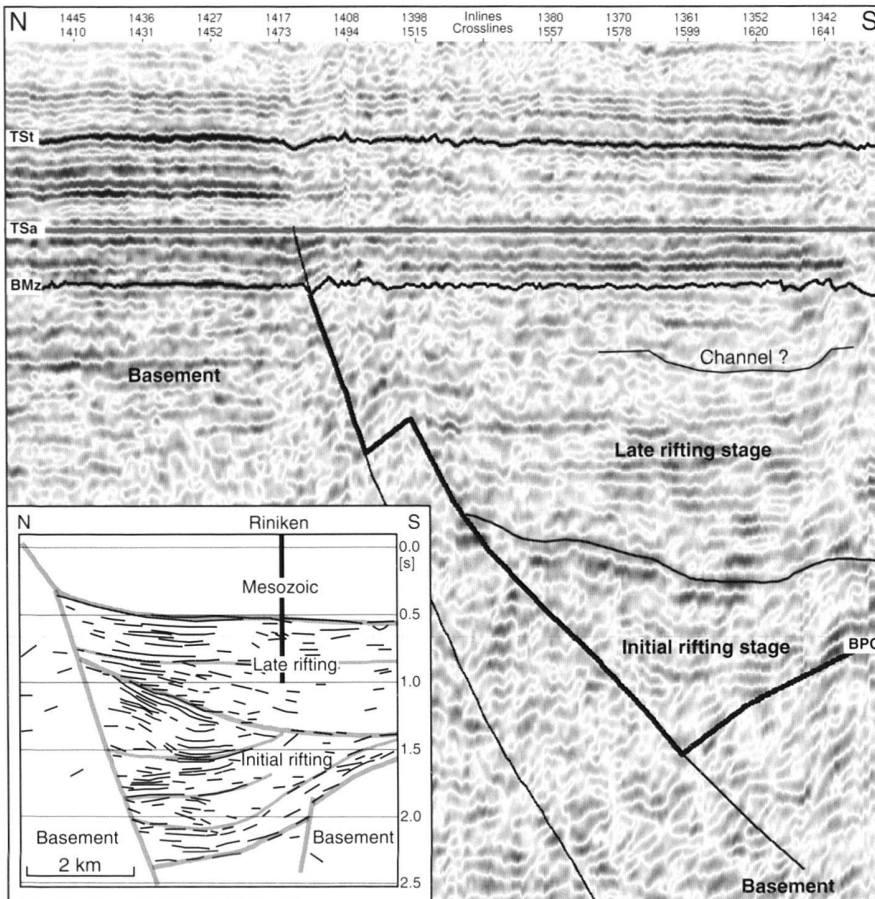 N 1445 1436 1427 1417 1408 1398 Inlines 1380 1370 1361 1352 1342 S
1410 1431 1452 1473 1494 1515 Crosslines 1557 1578 1599 1620 1641
TSt
TSa
BMz
Channel ?
Basement
Late rifting stage
Initial rifting stage
BPC
Basement
N Riniken S
0.0
[s]
Mesozoic
0.5
Late rifting
1.0
1.5
Initial rifting
2.0
Basement Basement
2 km
2.5